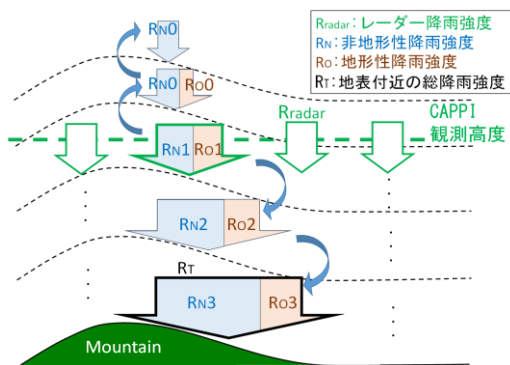 RN0
Rradar:レーダー降雨強度
RN:非地形性降雨強度
RO:地形性降雨強度
RT:地表付近の総降雨強度
RN0 RO0
Rradar
CAPPI
観測高度
RN1 RO1
RN2 RO2
RT
RN3 RO3
Mountain